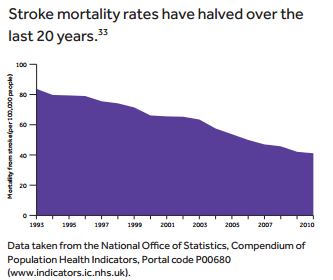 Stroke mortality rates have halved over the
last 20 years.33
Mortality from stroke (per 100,000 people)
100
80
60
40
20
0
1993 1995 1997 1999 2001 2003 2005 2007 2010
Data taken from the National Office of Statistics, Compendium of
Population Health Indicators, Portal code P00680
(www.indicators.ic.nhs.uk).